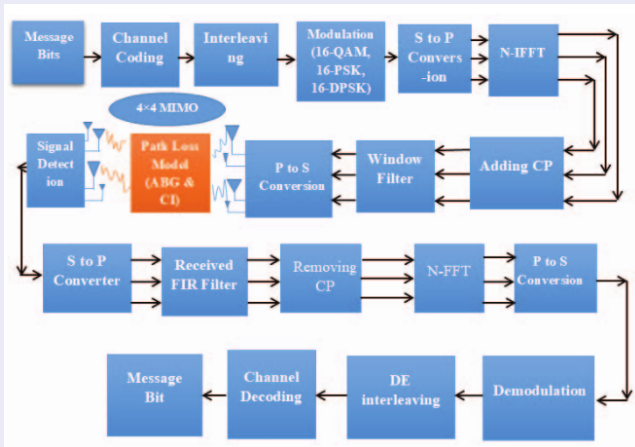 Message
Bits
Channel
Coding
Interleav
ing
Modulation
(16-QAM,
16-PSK,
16-DPSK)
S to P
Convers
-ion
N-IFFT
4×4 MIMO
Signal
Detect
ion
Path Loss
Model
(ABG &
CI)
P to S
Conversion
Window
Filter
Adding CP
S to P
Converter
Received
FIR Filter
Removing
CP
N-FFT
P to S
Conversion
Message
Bit
Channel
Decoding
DE
interleaving
Demodulation